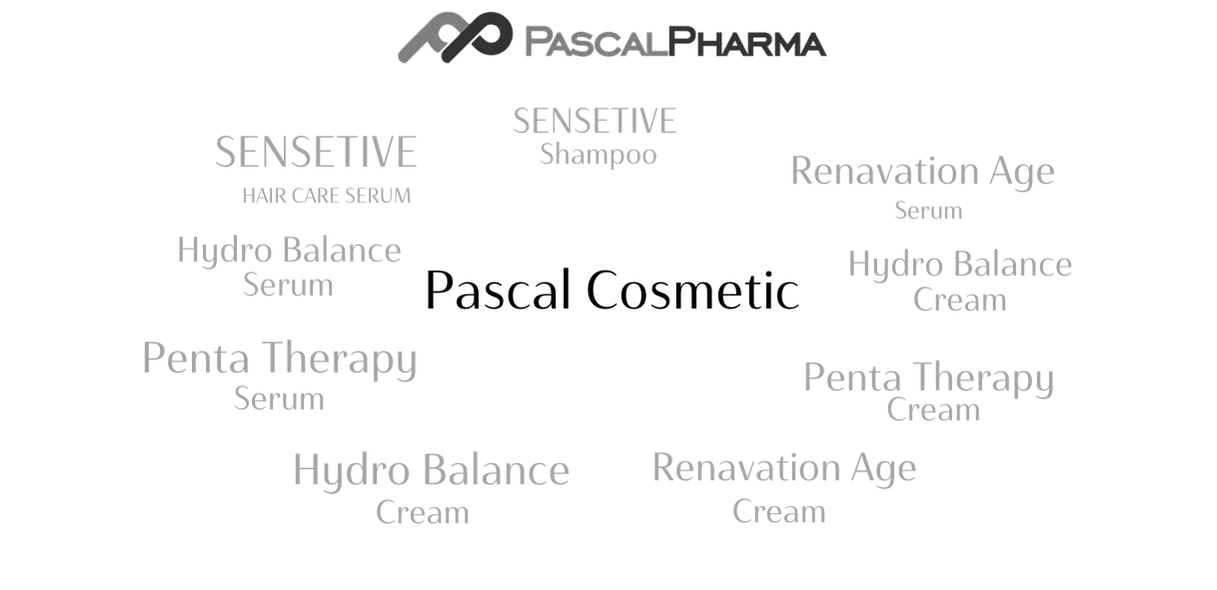 PASCALPHARMA
SENSETIVE
Shampoo
SENSETIVE
HAIR CARE SERUM
Renavation Age
Serum
Hydro Balance
Serum
Hydro Balance
Cream
Pascal Cosmetic
Penta Therapy
Serum
Penta Therapy
Cream
Hydro Balance
Cream
Renavation Age
Cream